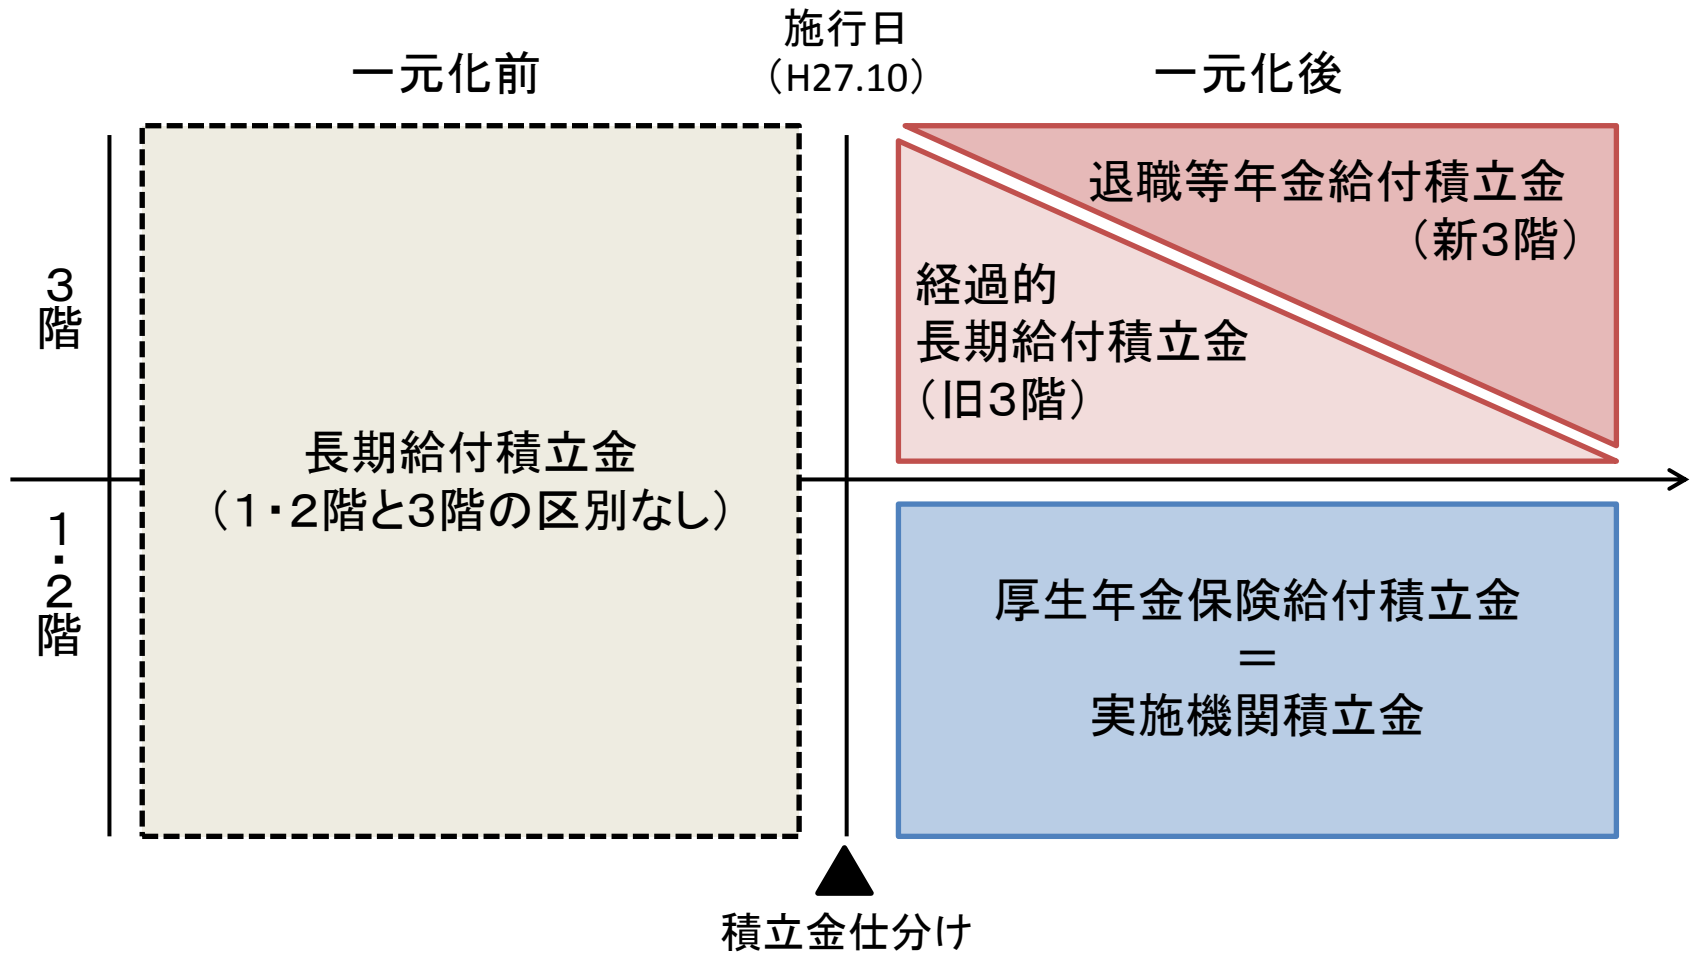 一元化前
施行日
（H27.10）
一元化後
3階
1・2階
長期給付積立金
（1・2階と3階の区別なし）
退職等年金給付積立金
（新3階）
経過的
長期給付積立金
（旧3階）
厚生年金保険給付積立金
＝
実施機関積立金
積立金仕分け